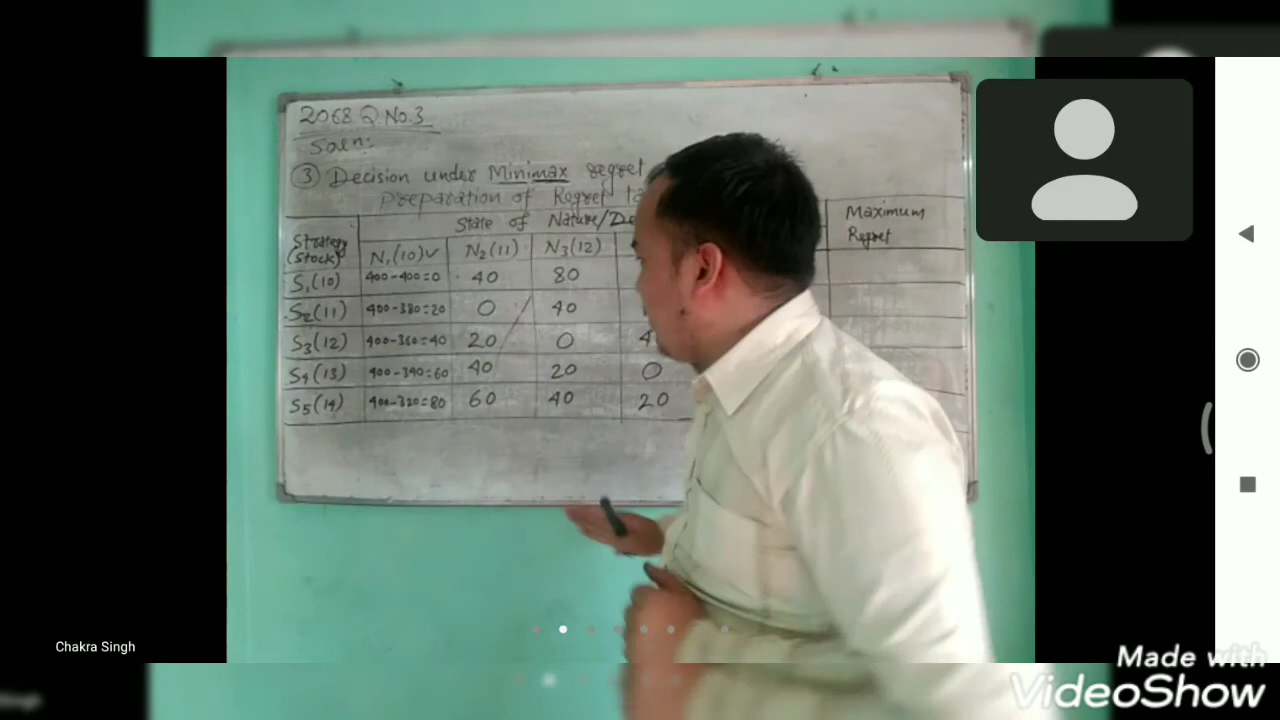 2068 Q.No.3
Soln:
③ Decision under Minimax regret
Preparation of Regret
State of Nature/De
Maximum Regret
Strategy (Stock) N₁(10)✓ N₂(11) N₃(12)
S₁(10) 400-400=0 40 80
S₂(11) 400-380=20 0 40
S₃(12) 400-360=40 20 0 4
S₄(13) 400-340=60 40 20 0
S₅(14) 400-320=80 60 40 20
Chakra Singh
Made with
VideoShow